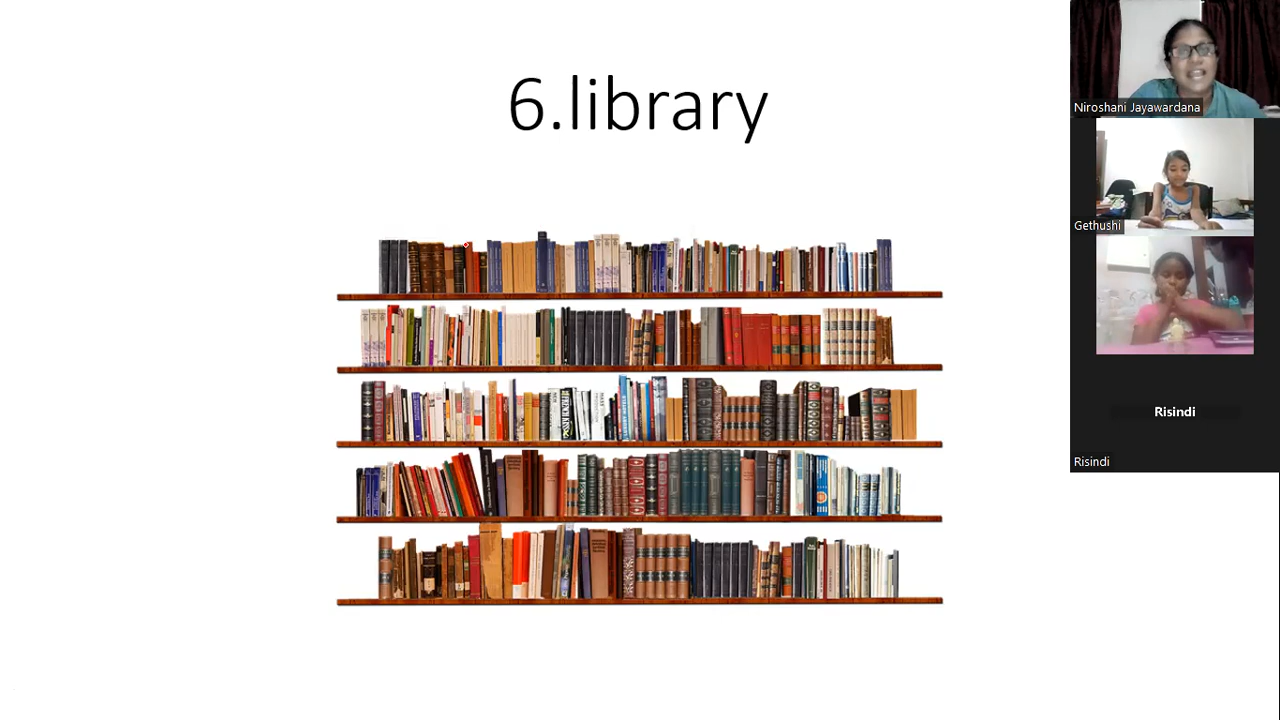 6.library
Niroshani Jayawardana
Gethushi
Risindi
Risindi